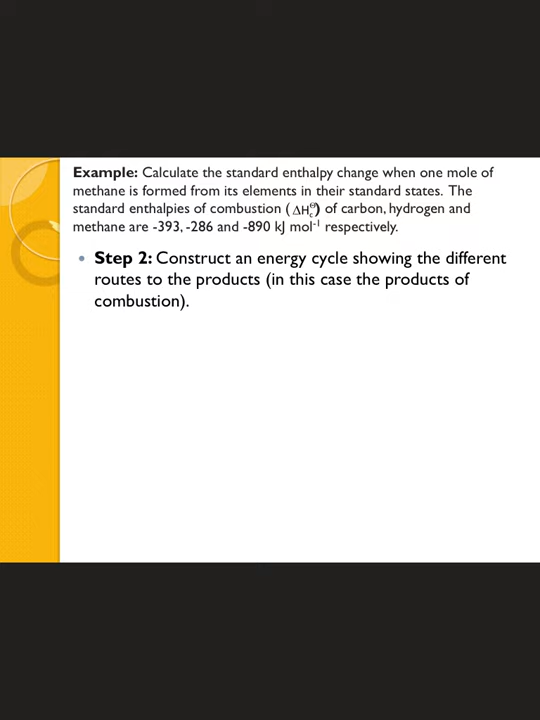 Example: Calculate the standard enthalpy change when one mole of
methane is formed from its elements in their standard states. The
standard enthalpies of combustion (ΔH꜀^Θ) of carbon, hydrogen and
methane are -393, -286 and -890 kJ mol⁻¹ respectively.
• Step 2: Construct an energy cycle showing the different
routes to the products (in this case the products of
combustion).